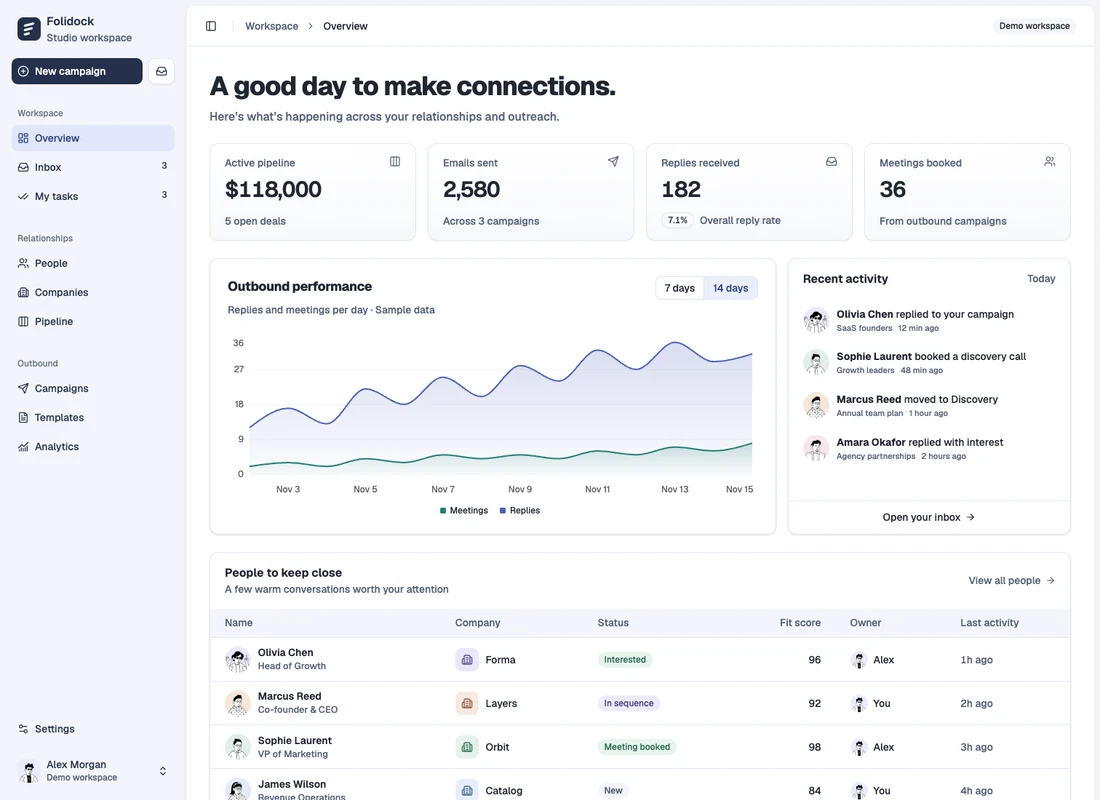 Folidock
Studio workspace
New campaign
Workspace
Overview
Inbox 3
My tasks 3
Relationships
People
Companies
Pipeline
Outbound
Campaigns
Templates
Analytics
Settings
Alex Morgan
Demo workspace
Workspace > Overview
Demo workspace
A good day to make connections.
Here's what's happening across your relationships and outreach.
Active pipeline
$118,000
5 open deals
Emails sent
2,580
Across 3 campaigns
Replies received
182
7.1% Overall reply rate
Meetings booked
36
From outbound campaigns
Outbound performance
Replies and meetings per day · Sample data
7 days 14 days
36
27
18
9
0
Nov 3 Nov 5 Nov 7 Nov 9 Nov 11 Nov 13 Nov 15
Meetings Replies
Recent activity Today
Olivia Chen replied to your campaign
SaaS founders 12 min ago
Sophie Laurent booked a discovery call
Growth leaders 48 min ago
Marcus Reed moved to Discovery
Annual team plan 1 hour ago
Amara Okafor replied with interest
Agency partnerships 2 hours ago
Open your inbox →
People to keep close
A few warm conversations worth your attention
View all people →
Name Company Status Fit score Owner Last activity
Olivia Chen
Head of Growth
Forma Interested 96 Alex 1h ago
Marcus Reed
Co-founder & CEO
Layers In sequence 92 You 2h ago
Sophie Laurent
VP of Marketing
Orbit Meeting booked 98 Alex 3h ago
James Wilson
Revenue Operations
Catalog New 84 You 4h ago